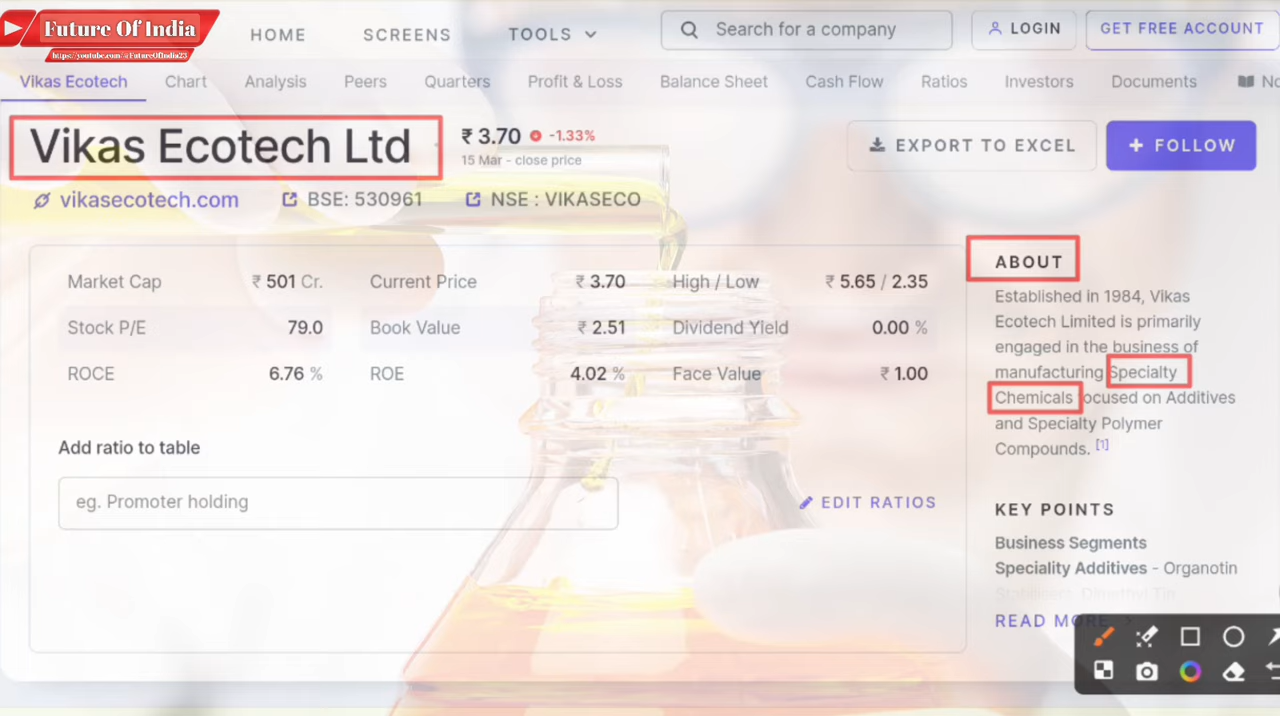 Future Of India
https://youtube.com/@FutureOfIndia23
HOME SCREENS TOOLS
Search for a company
LOGIN
GET FREE ACCOUNT
Vikas Ecotech Chart Analysis Peers Quarters Profit & Loss Balance Sheet Cash Flow Ratios Investors Documents
Vikas Ecotech Ltd
₹ 3.70 -1.33%
15 Mar - close price
EXPORT TO EXCEL
+ FOLLOW
vikasecotech.com BSE: 530961 NSE : VIKASECO
Market Cap ₹ 501 Cr. Current Price ₹ 3.70 High / Low ₹ 5.65 / 2.35
Stock P/E 79.0 Book Value ₹ 2.51 Dividend Yield 0.00 %
ROCE 6.76 % ROE 4.02 % Face Value ₹ 1.00
Add ratio to table
eg. Promoter holding
EDIT RATIOS
ABOUT
Established in 1984, Vikas
Ecotech Limited is primarily
engaged in the business of
manufacturing Specialty
Chemicals focused on Additives
and Specialty Polymer
Compounds. [1]
KEY POINTS
Business Segments
Speciality Additives - Organotin
Stabilisers, Dimethyl Tin
READ MORE